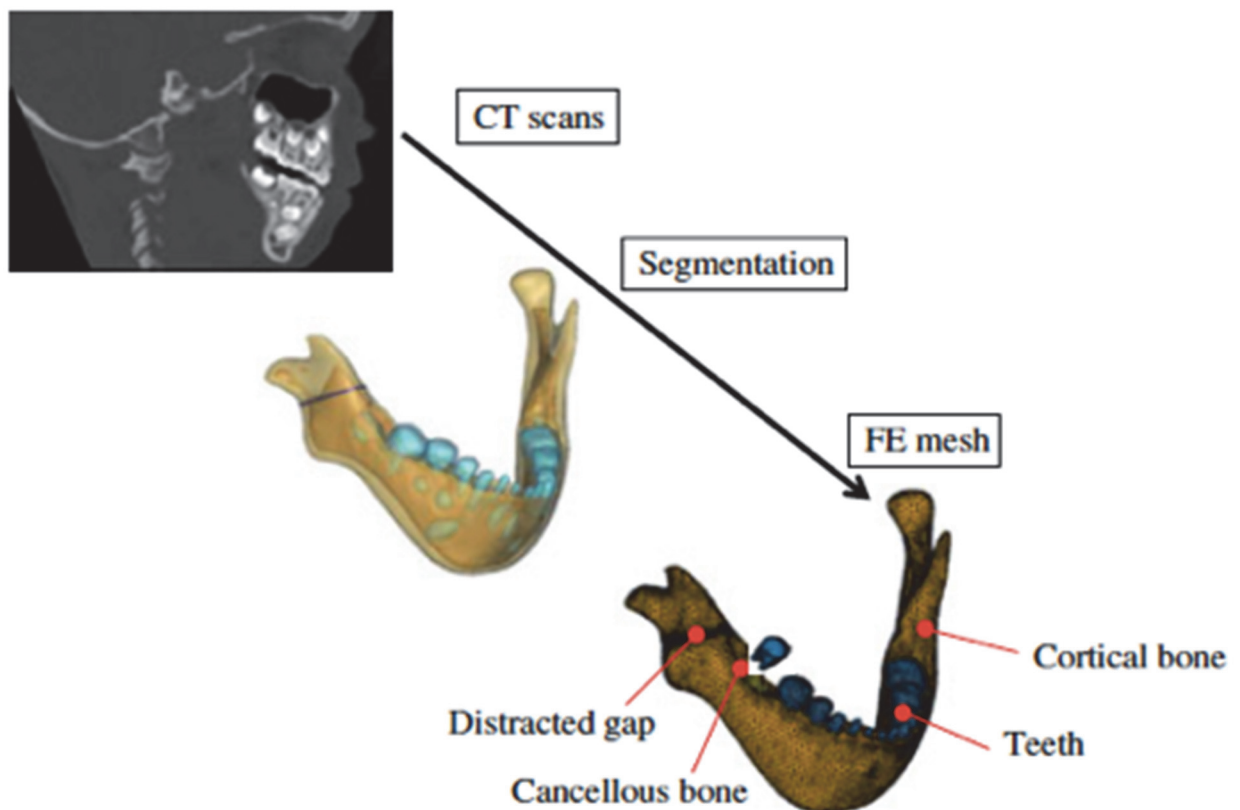 CT scans
Segmentation
FE mesh
Cortical bone
Distracted gap
Teeth
Cancellous bone